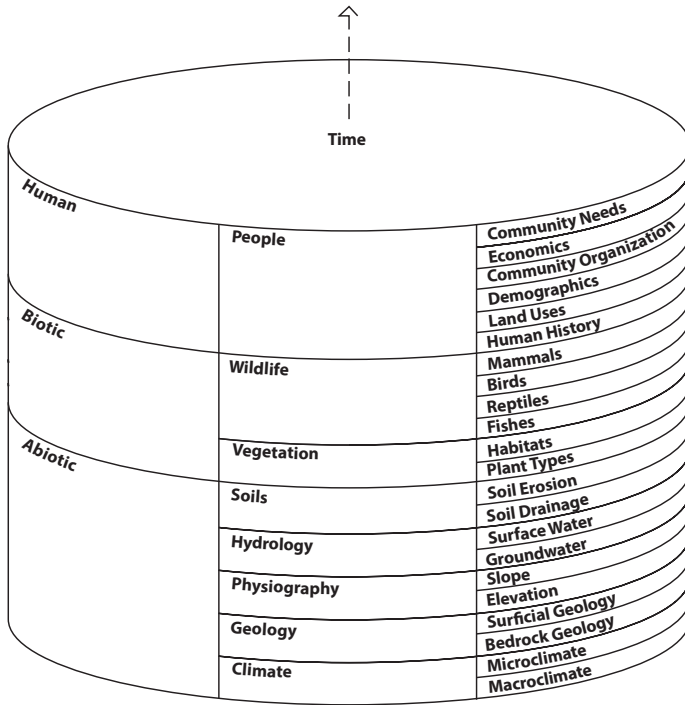 Time
Human
People
Community Needs
Economics
Community Organization
Demographics
Land Uses
Human History
Biotic
Wildlife
Mammals
Birds
Reptiles
Fishes
Vegetation
Habitats
Plant Types
Abiotic
Soils
Soil Erosion
Soil Drainage
Hydrology
Surface Water
Groundwater
Physiography
Slope
Elevation
Geology
Surficial Geology
Bedrock Geology
Climate
Microclimate
Macroclimate